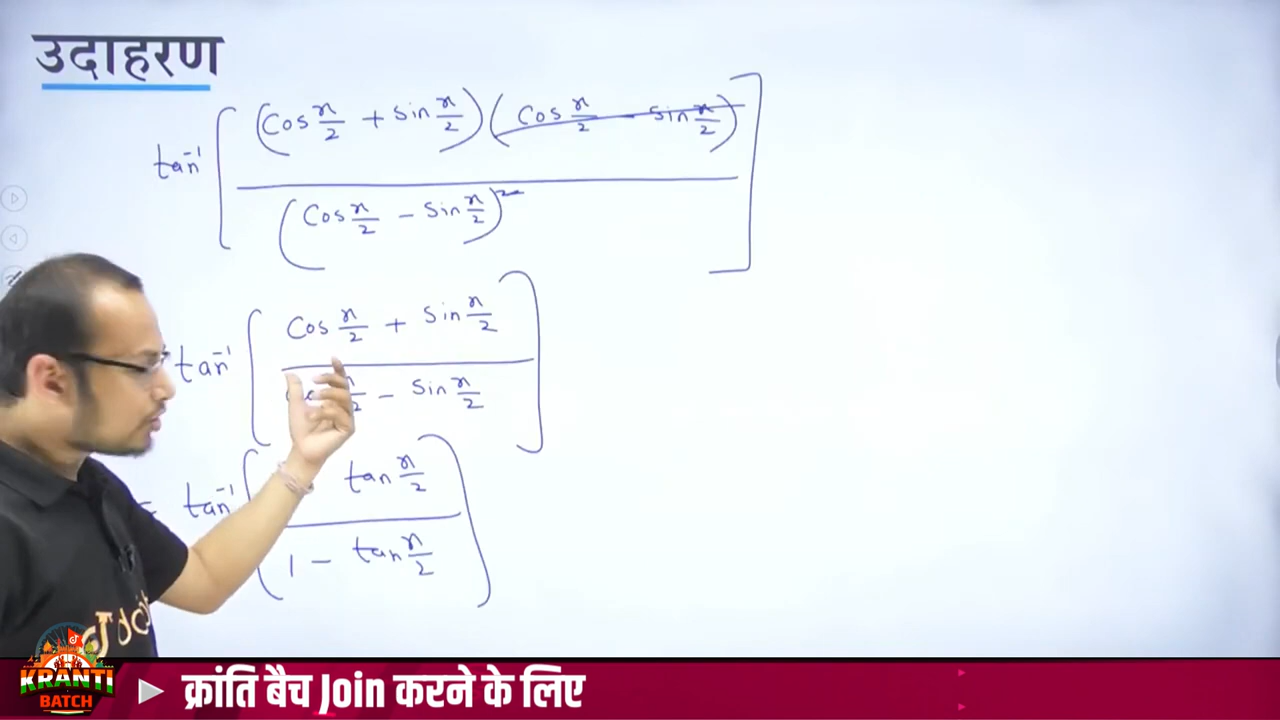 उदाहरण
tan⁻¹ [ (Cos x/2 + Sin x/2) (Cos x/2 - Sin x/2)
(Cos x/2 - Sin x/2)² ]
tan⁻¹ [ Cos x/2 + Sin x/2
x/2 - Sin x/2 ]
= tan⁻¹ ( tan x/2
1 - tan x/2 )
KRANTI
BATCH
क्रांति बैच Join करने के लिए